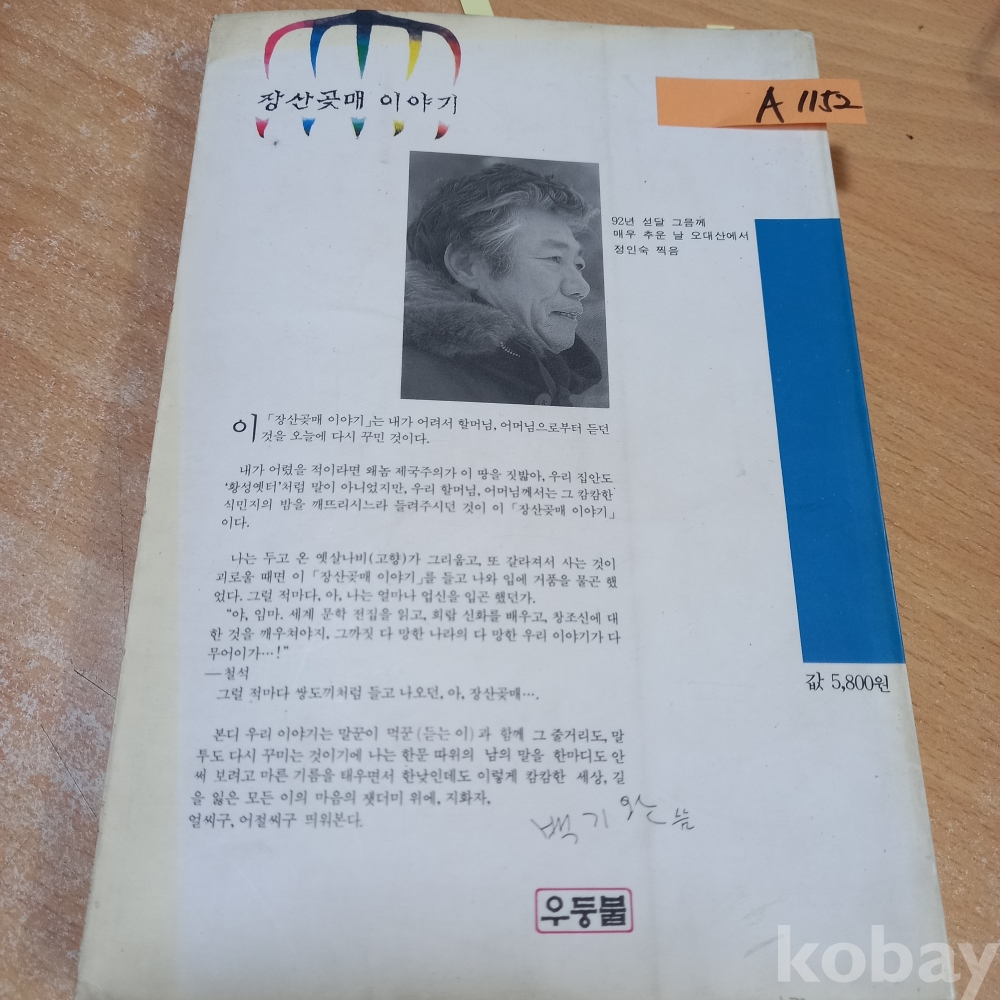 장산곶매 이야기
A 1152
92년 섣달 그믐께
매우 추운 날 오대산에서
정인숙 찍음
이 「장산곶매 이야기」는 내가 어려서 할머님, 어머님으로부터 듣던
것을 오늘에 다시 꾸민 것이다.
내가 어렸을 적이라면 왜놈 제국주의가 이 땅을 짓밟아, 우리 집안도
‘황성옛터’처럼 말이 아니었지만, 우리 할머님, 어머님께서는 그 캄캄한
식민지의 밤을 깨뜨리시느라 들려주시던 것이 이 「장산곶매 이야기」
이다.
나는 두고 온 옛살나비(고향)가 그리웁고, 또 갈라져서 사는 것이
괴로울 때면 이 「장산곶매 이야기」를 들고 나와 입에 거품을 물곤 했
었다. 그럴 적마다, 아, 나는 얼마나 업신을 입곤 했던가.
“야, 임마. 세계 문학 전집을 읽고, 희랍 신화를 배우고, 창조신에 대
한 것을 깨우쳐야지, 그까짓 다 망한 나라의 다 망한 우리 이야기가 다
무어이가…!”
—철석
그럴 적마다 쌍도끼처럼 들고 나오던, 아, 장산곶매….
본디 우리 이야기는 말꾼이 먹꾼(듣는 이)과 함께 그 줄거리도, 말
투도 다시 꾸미는 것이기에 나는 한문 따위의 남의 말을 한마디도 안
써 보려고 마른 기름을 태우면서 한낮인데도 이렇게 캄캄한 세상, 길
을 잃은 모든 이의 마음의 잿더미 위에, 지화자,
얼씨구, 어절씨구 띄워본다.
백기완 씀
값 5,800원
우등불
kobay